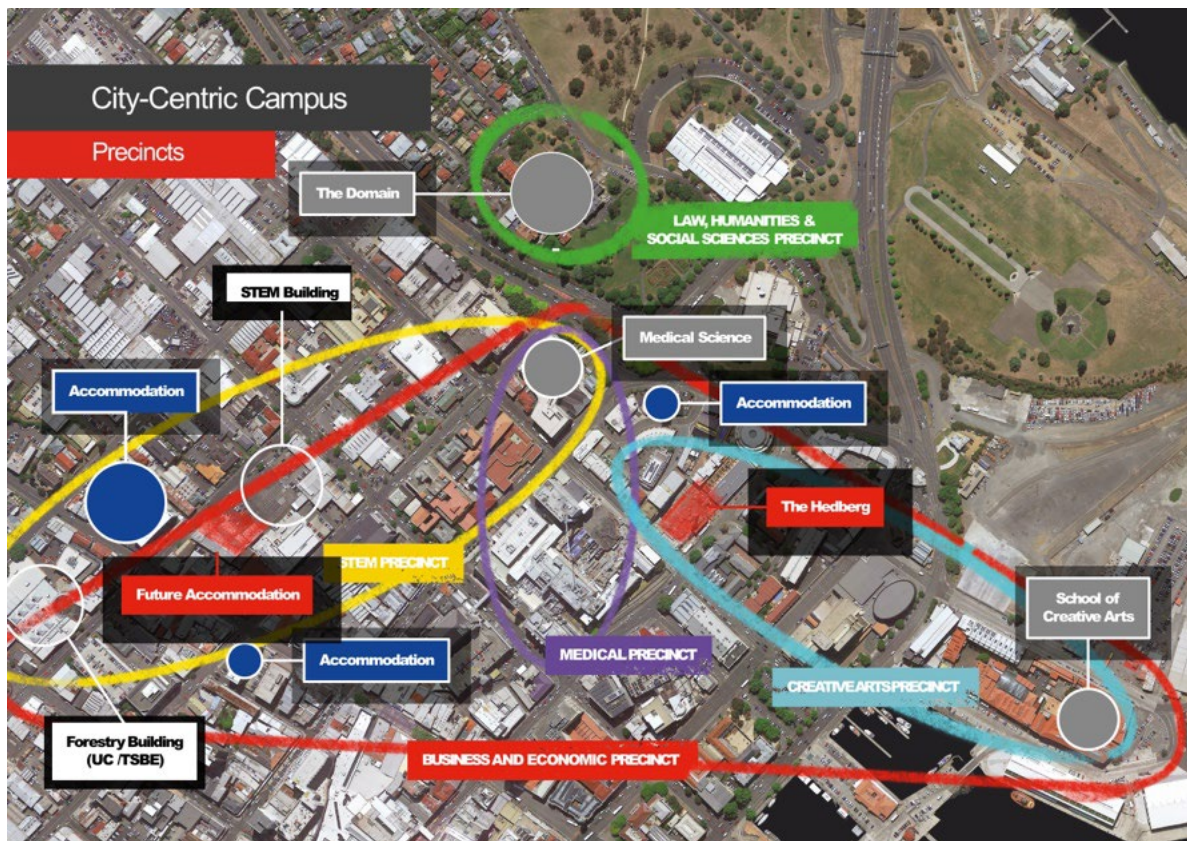 City-Centric Campus
Precincts
The Domain
LAW, HUMANITIES &
SOCIAL SCIENCES PRECINCT
STEM Building
Medical Science
Accommodation
Accommodation
The Hedberg
STEM PRECINCT
Future Accommodation
School of
Creative Arts
Accommodation
MEDICAL PRECINCT
CREATIVE ARTS PRECINCT
Forestry Building
(UC /TSBE)
BUSINESS AND ECONOMIC PRECINCT